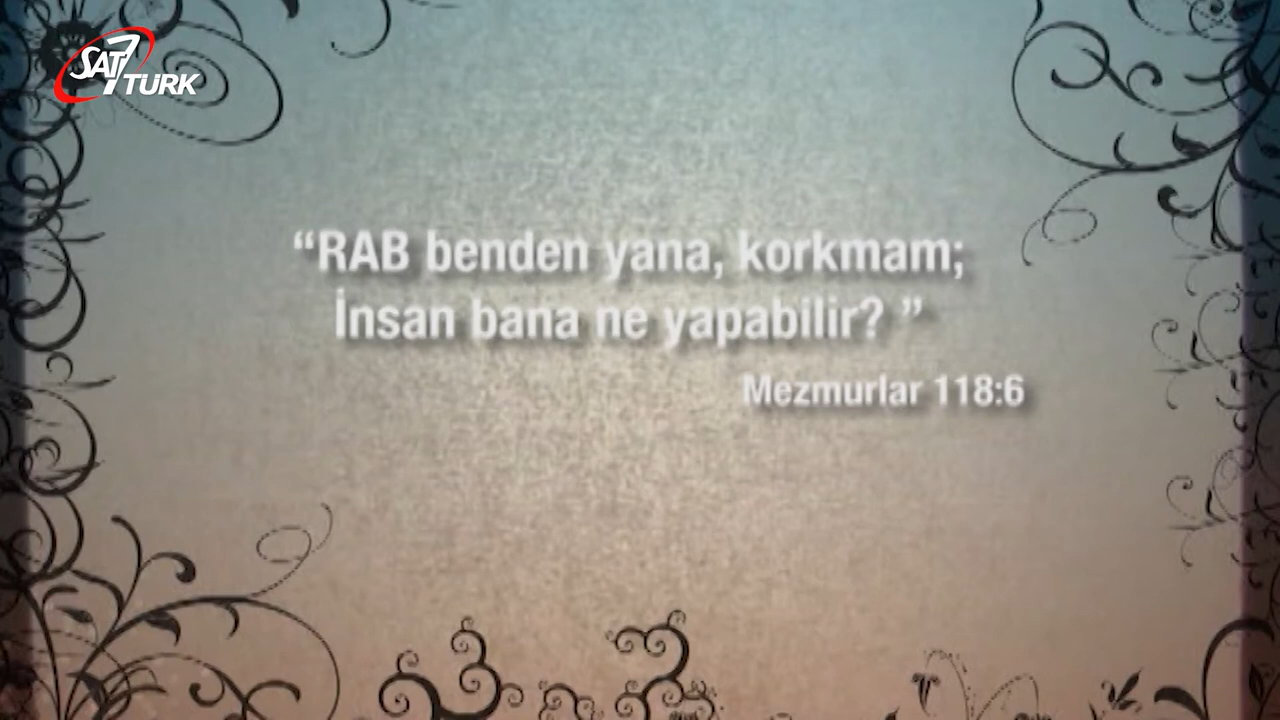 SAT7
TURK
“RAB benden yana, korkmam;
İnsan bana ne yapabilir? ”
Mezmurlar 118:6